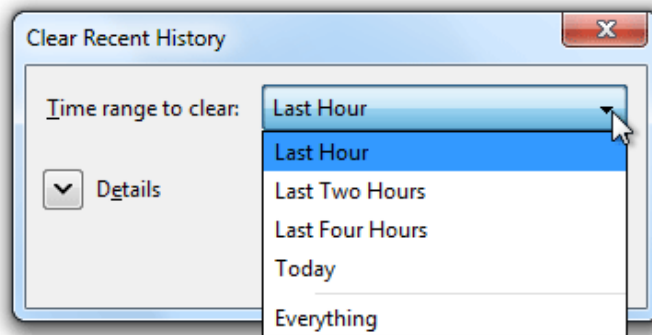 Clear Recent History
Time range to clear: Last Hour
Last Hour
Last Two Hours
Details
Last Four Hours
Today
Everything